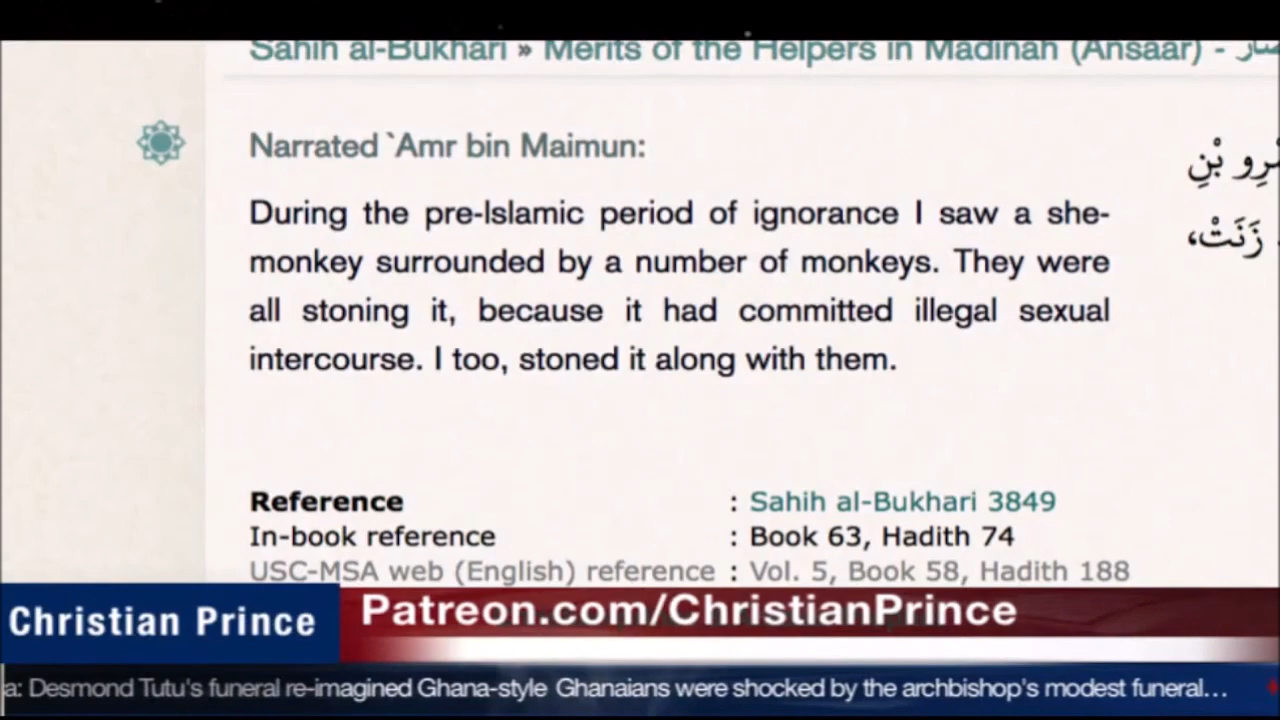 Sahih al-Bukhari » Merits of the Helpers in Madinah (Ansaar) -
Narrated `Amr bin Maimun:
During the pre-Islamic period of ignorance I saw a she-
monkey surrounded by a number of monkeys. They were
all stoning it, because it had committed illegal sexual
intercourse. I too, stoned it along with them.
بْنِ
زَنَتْ،
Reference : Sahih al-Bukhari 3849
In-book reference : Book 63, Hadith 74
USC-MSA web (English) reference : Vol. 5, Book 58, Hadith 188
Christian Prince
Patreon.com/ChristianPrince
a: Desmond Tutu's funeral re-imagined Ghana-style Ghanaians were shocked by the archbishop's modest funeral...